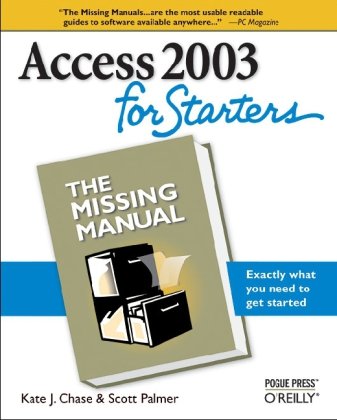 "The Missing Manuals...are the most usable readable
guides to software available anywhere..." —PC Magazine
Access 2003
for Starters
THE
MISSING
MANUAL
Exactly what
you need to
get started
Kate J. Chase & Scott Palmer
POGUE PRESS™
O'REILLY®